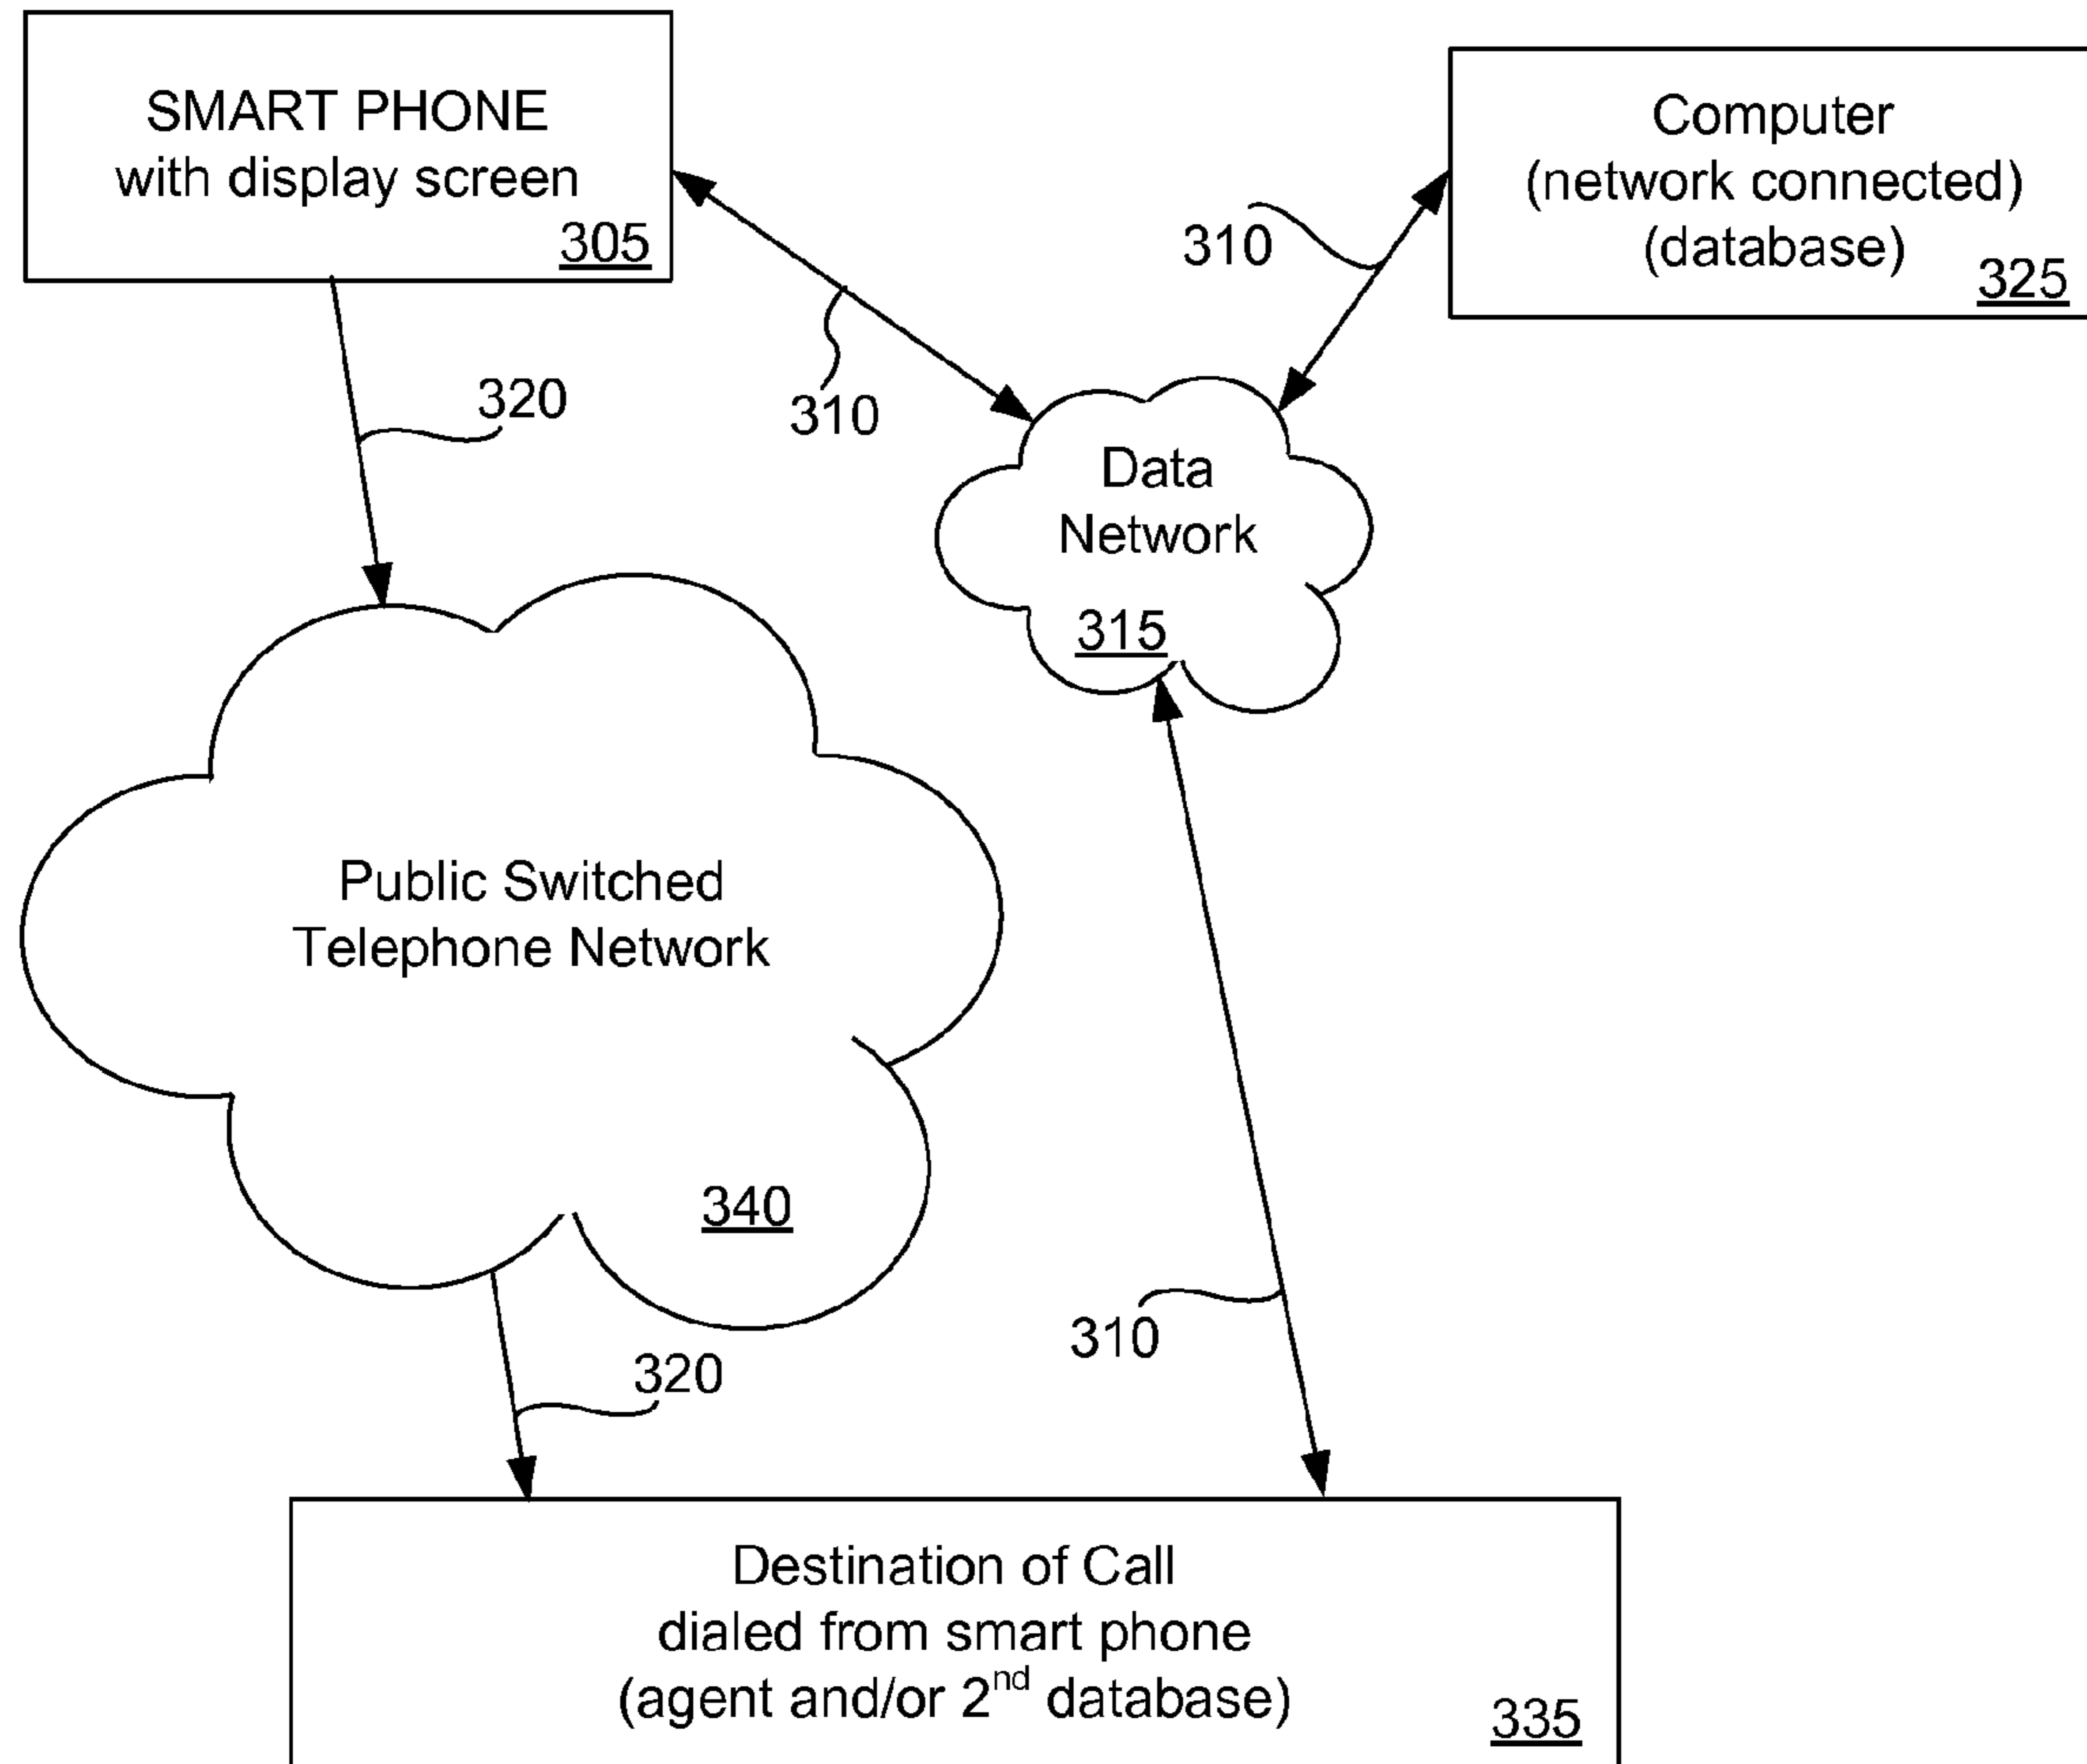 SMART PHONE
with display screen
305
Computer
(network connected)
(database)
325
310
310
320
Data
Network
315
Public Switched
Telephone Network
340
310
320
Destination of Call
dialed from smart phone
(agent and/or 2nd database)
335